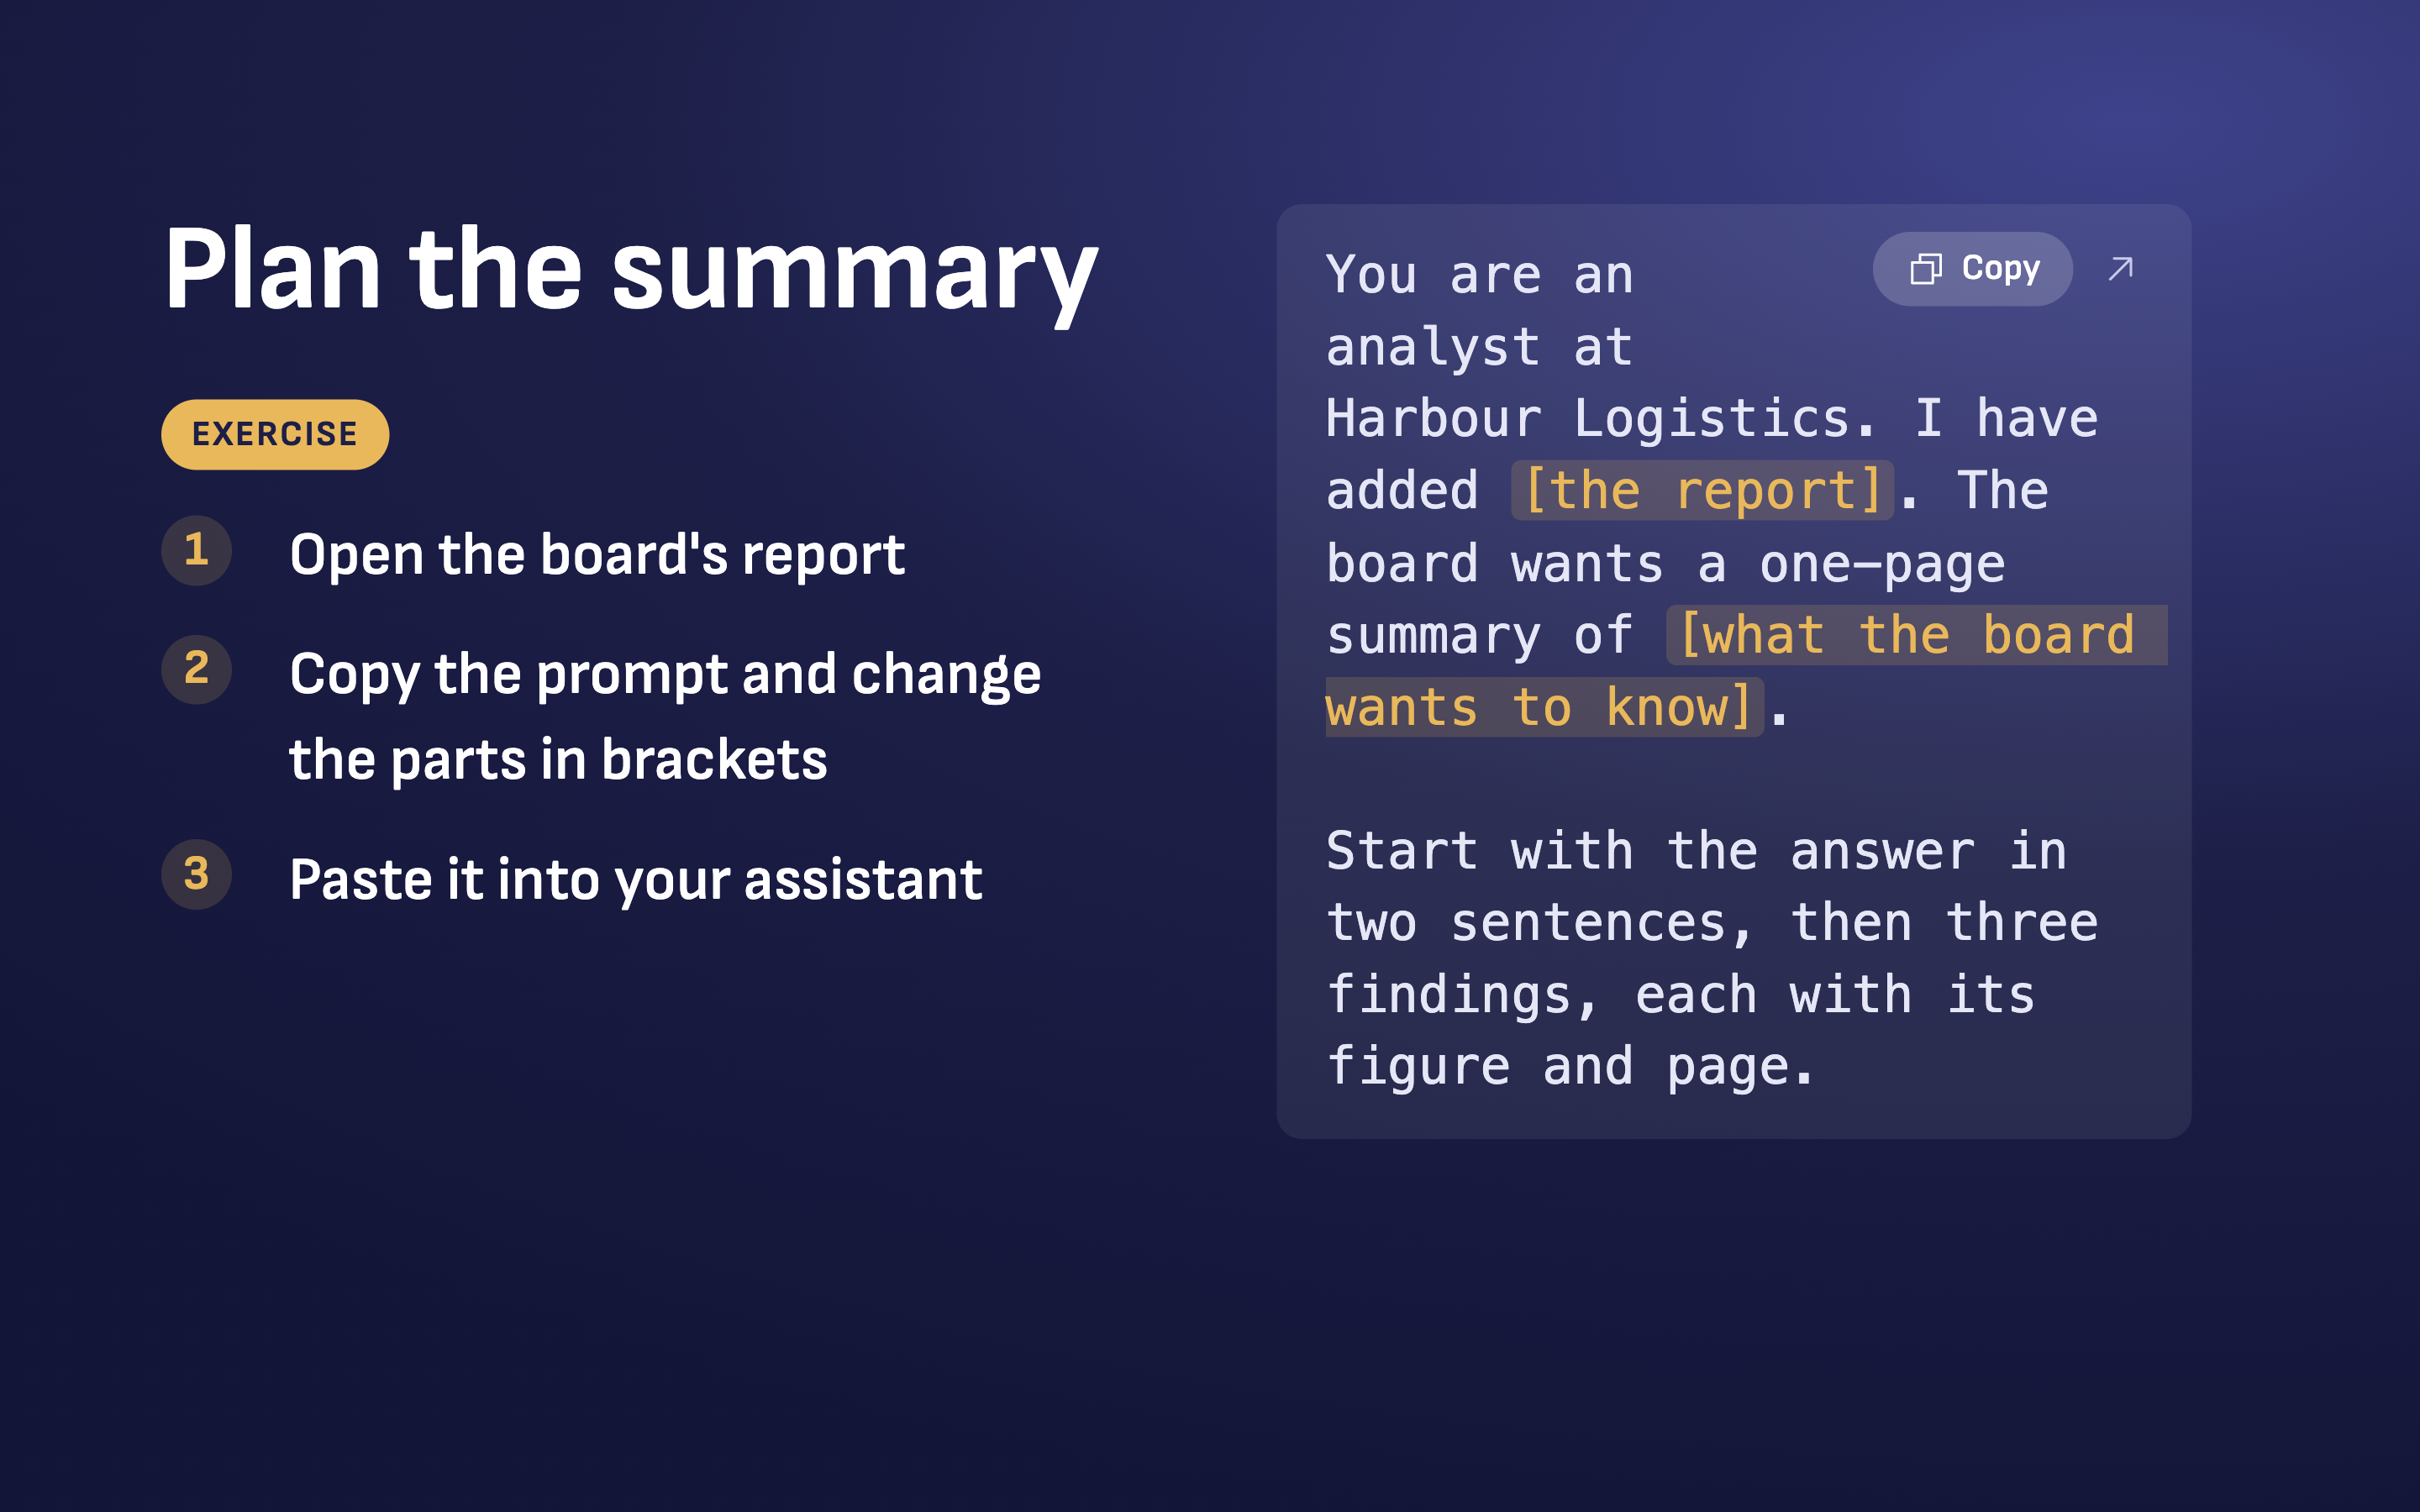 Plan the summary
EXERCISE
1 Open the board's report
2 Copy the prompt and change
the parts in brackets
3 Paste it into your assistant
Copy
You are an
analyst at
Harbour Logistics. I have
added [the report]. The
board wants a one-page
summary of [what the board
wants to know].
Start with the answer in
two sentences, then three
findings, each with its
figure and page.